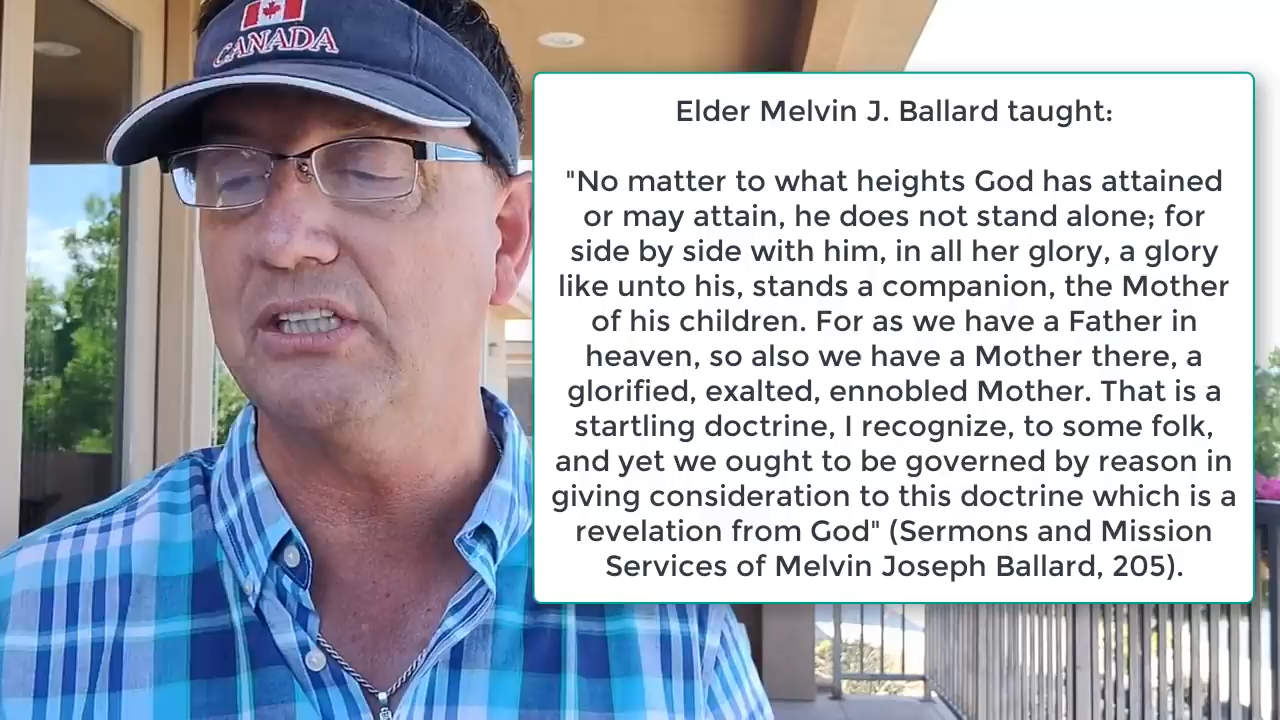 CANADA
Elder Melvin J. Ballard taught:
"No matter to what heights God has attained
or may attain, he does not stand alone; for
side by side with him, in all her glory, a glory
like unto his, stands a companion, the Mother
of his children. For as we have a Father in
heaven, so also we have a Mother there, a
glorified, exalted, ennobled Mother. That is a
startling doctrine, I recognize, to some folk,
and yet we ought to be governed by reason in
giving consideration to this doctrine which is a
revelation from God" (Sermons and Mission
Services of Melvin Joseph Ballard, 205).